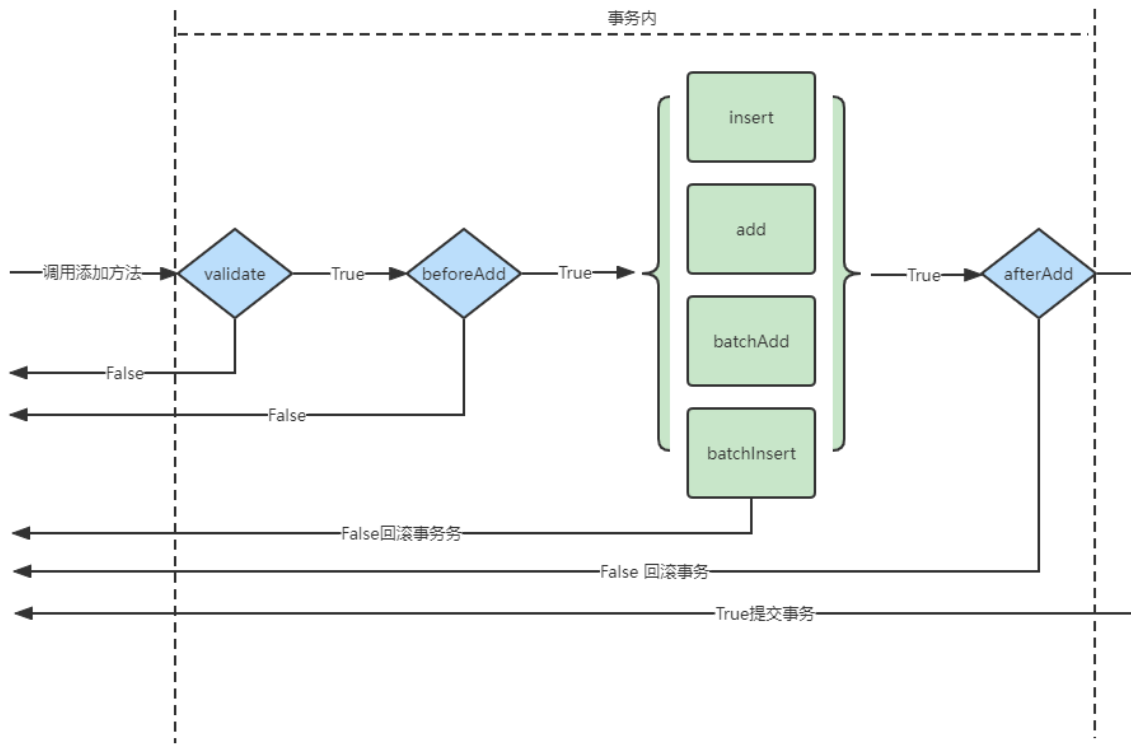 事务内
insert
add
调用添加方法
validate
True
beforeAdd
True
True
afterAdd
batchAdd
False
False
batchInsert
False回滚事务务
False 回滚事务
True提交事务